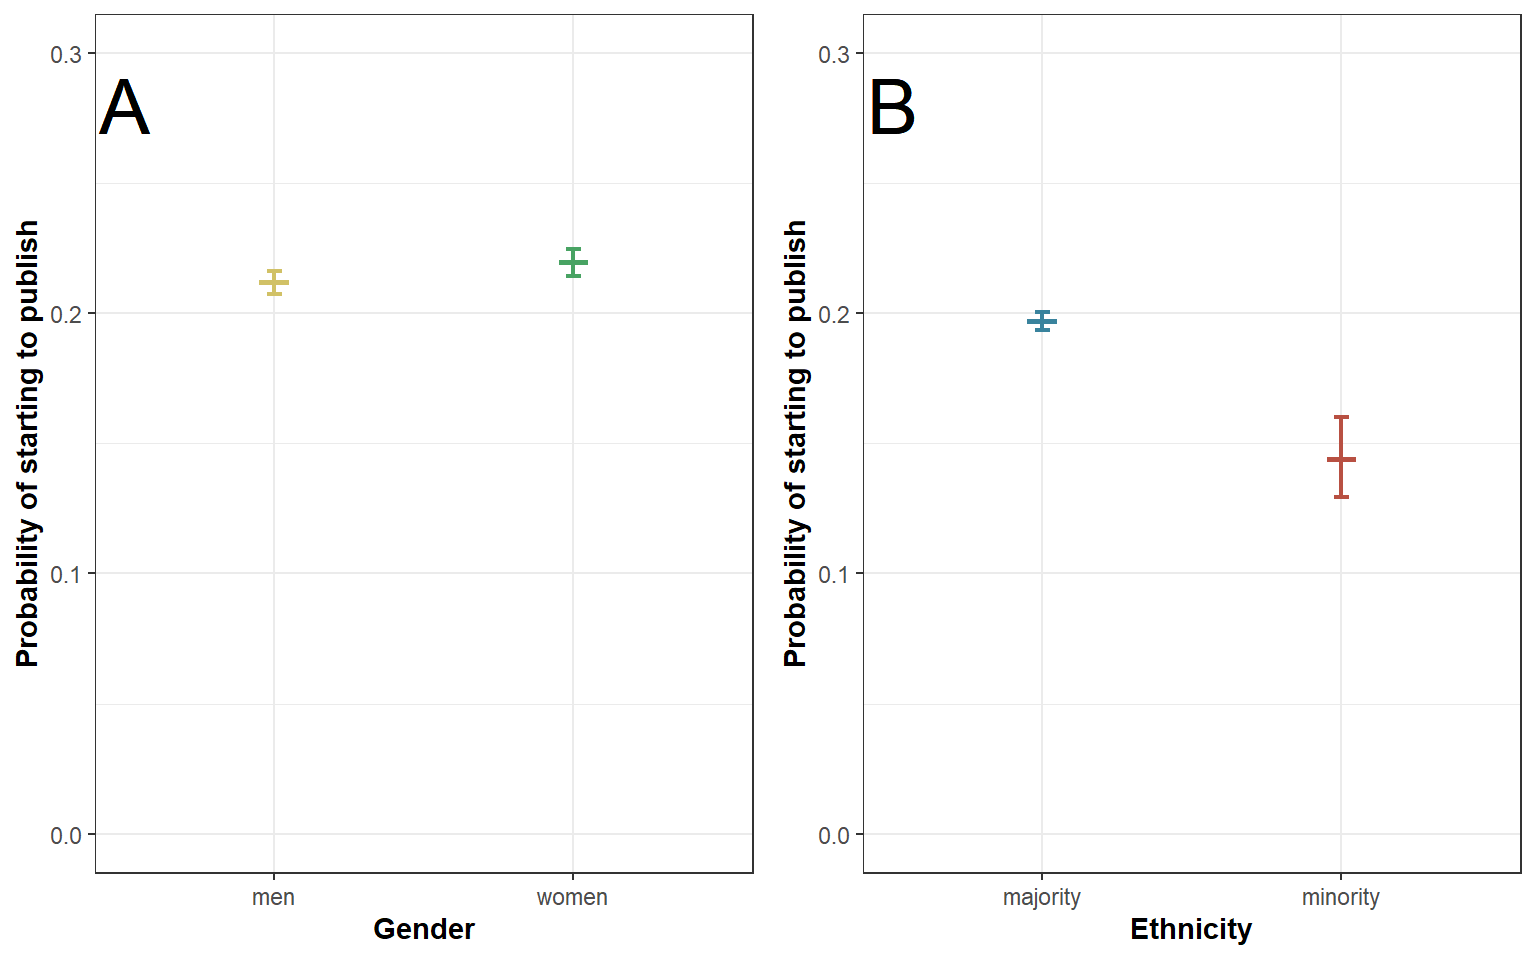 A
Probability of starting to publish
0.3
0.2
0.1
0.0
men
women
Gender
B
Probability of starting to publish
0.3
0.2
0.1
0.0
majority
minority
Ethnicity